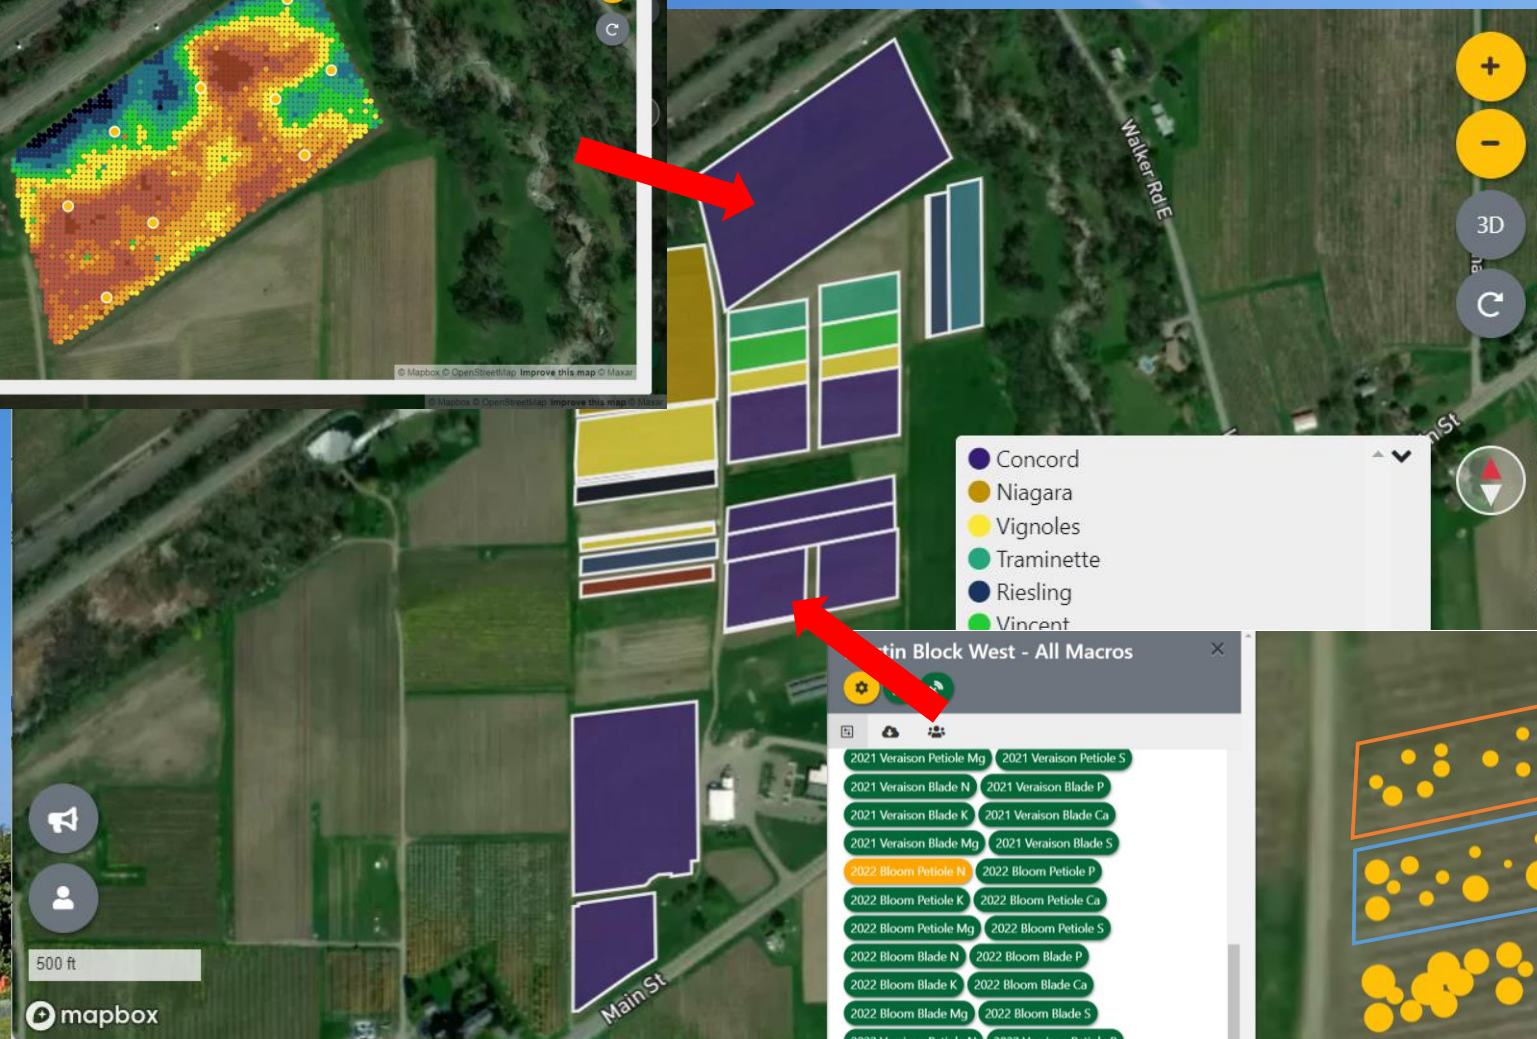 C
© Mapbox © OpenStreetMap Improve this map © Maxar
© Mapbox © OpenStreetMap Improve this map © Maxar
Walker Rd E
+
−
3D
n St
Concord
Niagara
Vignoles
Traminette
Riesling
Vincent
tin Block West - All Macros
×
2021 Veraison Petiole Mg 2021 Veraison Petiole S
2021 Veraison Blade N 2021 Veraison Blade P
2021 Veraison Blade K 2021 Veraison Blade Ca
2021 Veraison Blade Mg 2021 Veraison Blade S
2022 Bloom Petiole N 2022 Bloom Petiole P
2022 Bloom Petiole K 2022 Bloom Petiole Ca
2022 Bloom Petiole Mg 2022 Bloom Petiole S
2022 Bloom Blade N 2022 Bloom Blade P
2022 Bloom Blade K 2022 Bloom Blade Ca
2022 Bloom Blade Mg 2022 Bloom Blade S
500 ft
mapbox
Main St